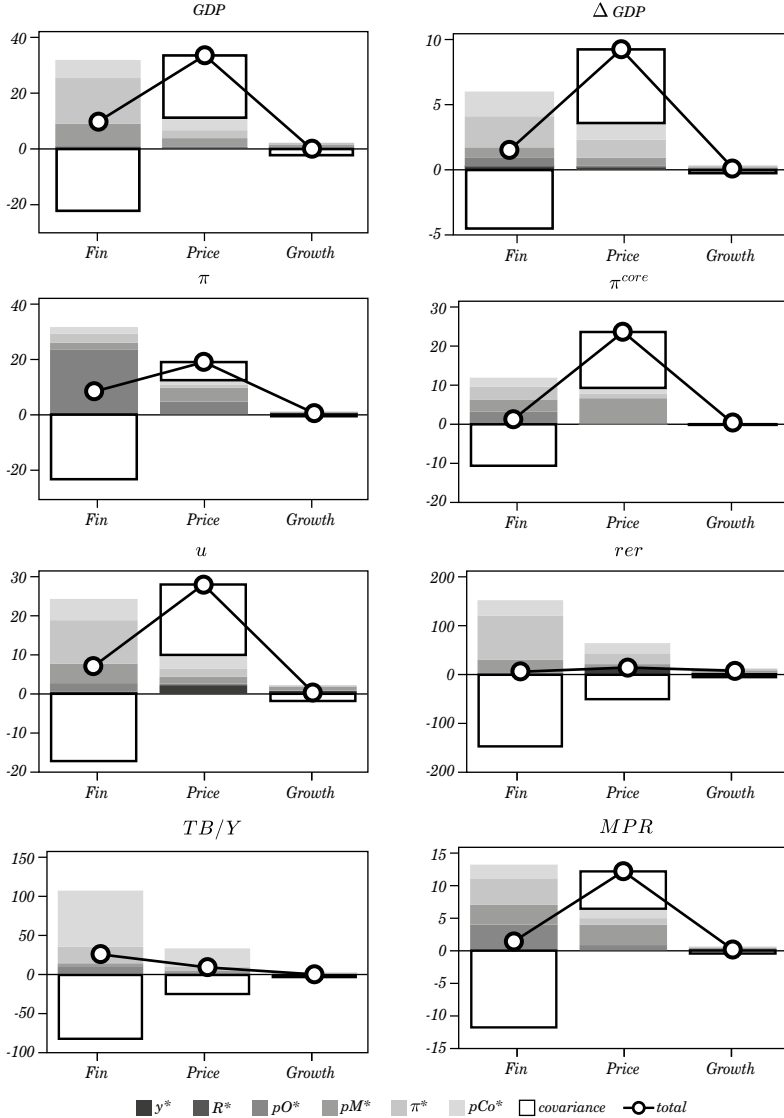 GDP
40
20
0
-20
Fin Price Growth
Δ GDP
10
5
0
-5
Fin Price Growth
π
40
20
0
-20
Fin Price Growth
π^core
30
20
10
0
-10
-20
Fin Price Growth
u
30
20
10
0
-10
-20
Fin Price Growth
rer
200
100
0
-100
-200
Fin Price Growth
TB/Y
150
100
50
0
-50
-100
Fin Price Growth
MPR
15
10
5
0
-5
-10
-15
Fin Price Growth
y* R* pO* pM* π* pCo* covariance total